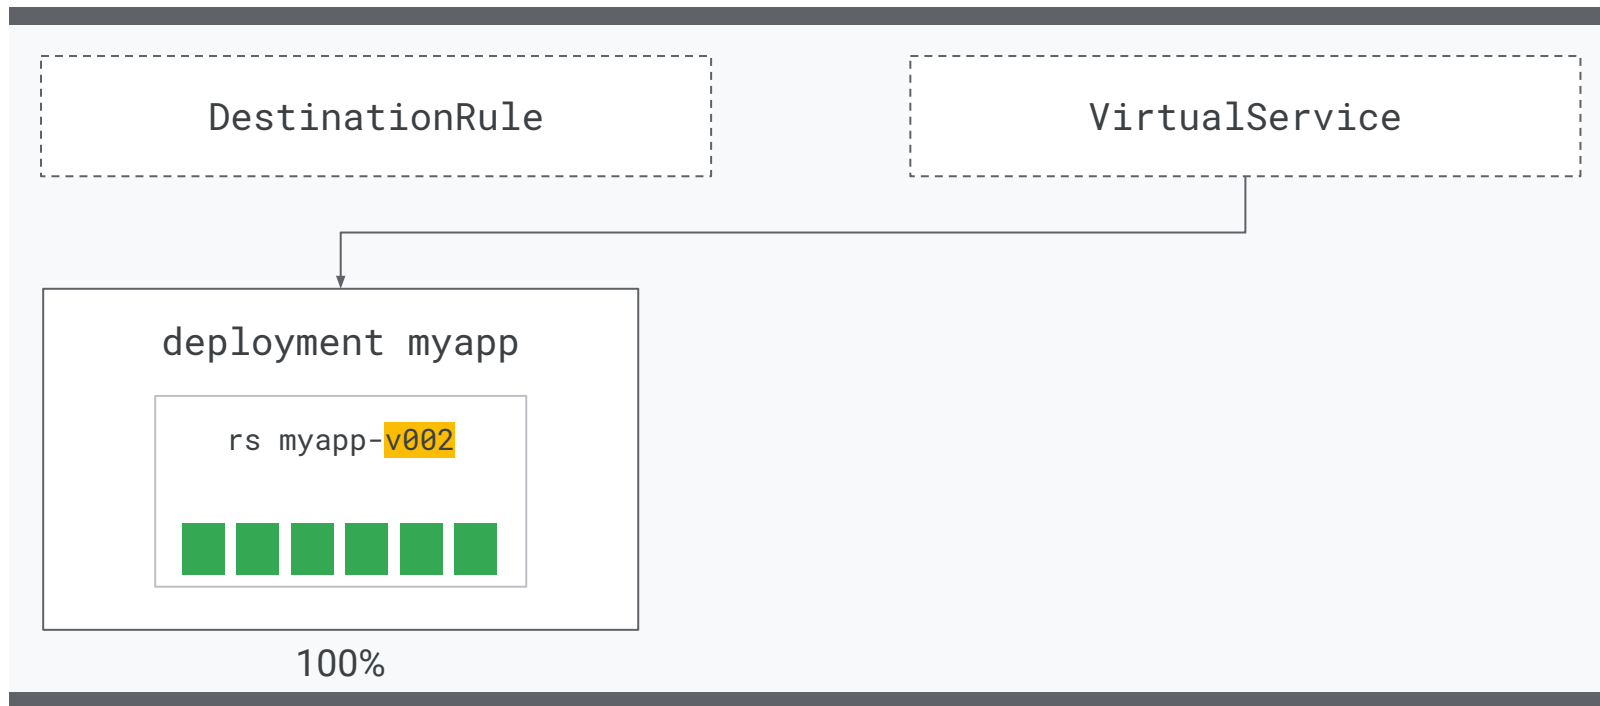 DestinationRule
VirtualService
deployment myapp
rs myapp-v002
100%